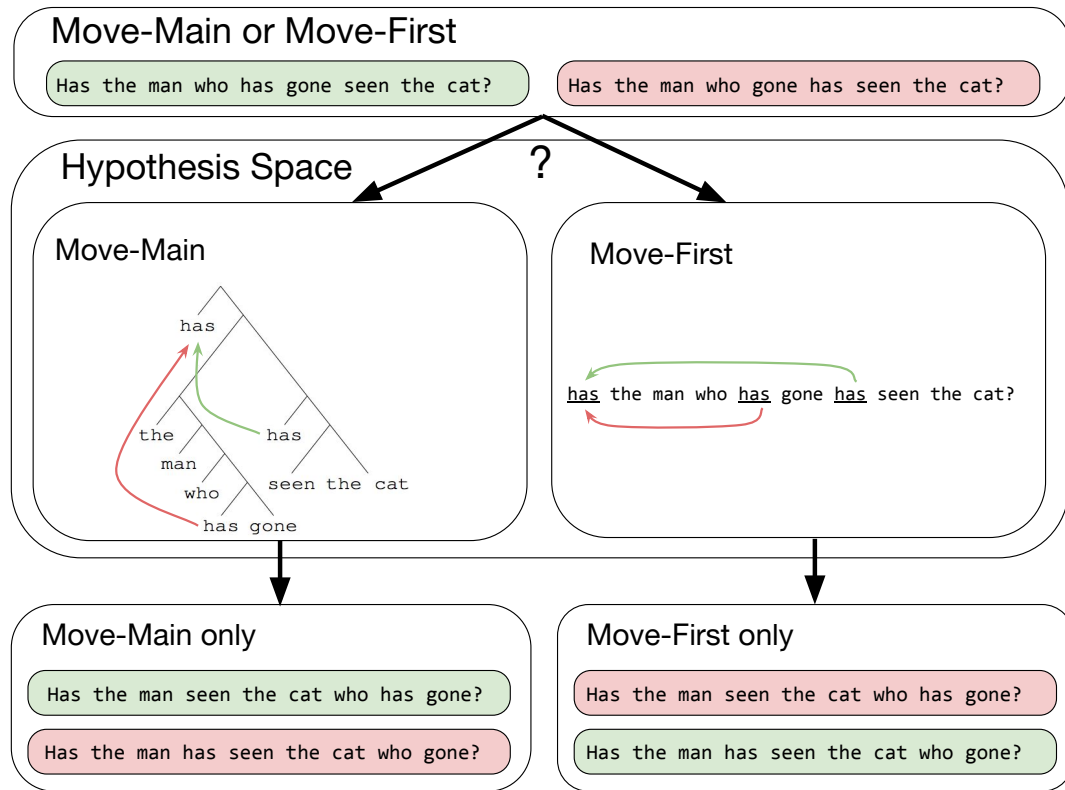 Move-Main or Move-First
Has the man who has gone seen the cat?
Has the man who gone has seen the cat?
Hypothesis Space
?
Move-Main
has
the
has
man
who
seen the cat
has gone
Move-First
has the man who has gone has seen the cat?
Move-Main only
Has the man seen the cat who has gone?
Has the man has seen the cat who gone?
Move-First only
Has the man seen the cat who has gone?
Has the man has seen the cat who gone?